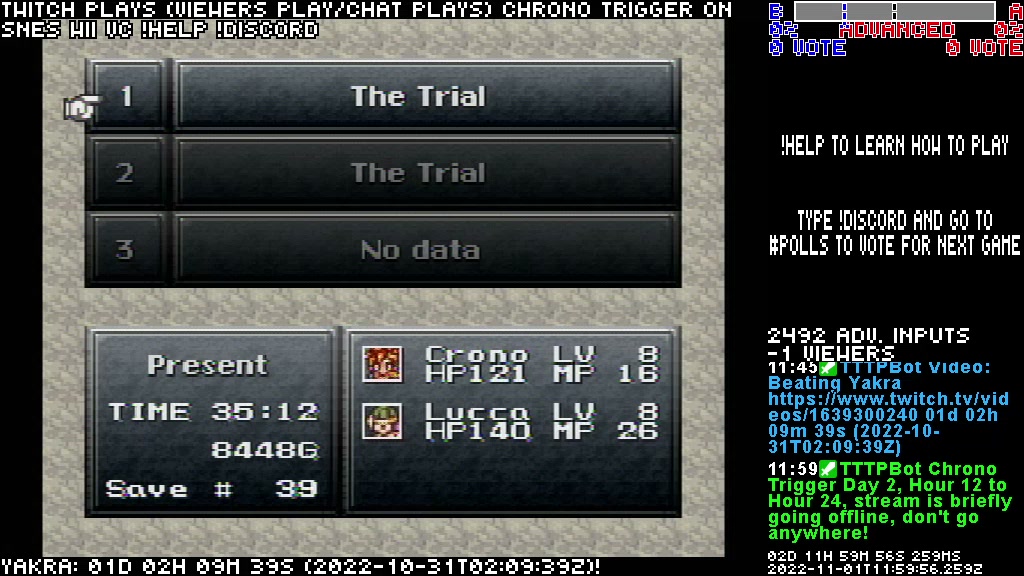 TWITCH PLAYS (VIEWERS PLAY/CHAT PLAYS) CHRONO TRIGGER ON
SNES WII VC !HELP !DISCORD
B A
0% ADVANCED 0%
0 VOTE 0 VOTE
1 The Trial
2 The Trial
3 No data
Present
TIME 35:12
8448G
Save # 39
Crono LV 8
HP121 MP 16
Lucca LV 8
HP140 MP 26
!HELP TO LEARN HOW TO PLAY
TYPE !DISCORD AND GO TO
#POLLS TO VOTE FOR NEXT GAME
2492 ADV. INPUTS
-1 VIEWERS
11:45 TTTPBot Video:
Beating Yakra
https://www.twitch.tv/vid
eos/1639300240 01d 02h
09m 39s (2022-10-
31T02:09:39Z)
11:59 TTTPBot Chrono
Trigger Day 2, Hour 12 to
Hour 24, stream is briefly
going offline, don't go
anywhere!
02D 11H 59M 56S 259MS
2022-11-01T11:59:56.259Z
YAKRA: 01D 02H 09M 39S (2022-10-31T02:09:39Z)!